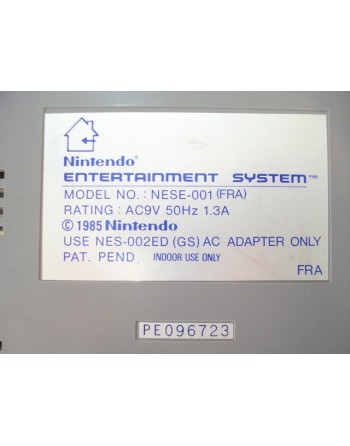 Nintendo®
ENTERTAINMENT SYSTEM™
MODEL NO.: NESE-001 (FRA)
RATING: AC9V 50Hz 1.3A
© 1985 Nintendo
USE NES-002ED (GS) AC ADAPTER ONLY
PAT. PEND. INDOOR USE ONLY
FRA
PE096723